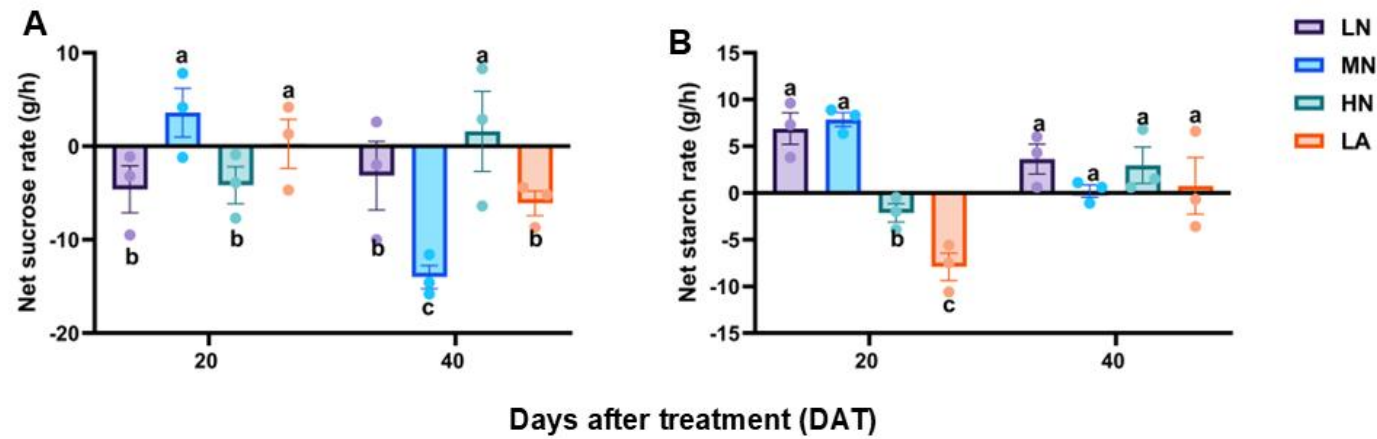 A
Net sucrose rate (g/h)
10
0
-10
-20
a
a
a
b
b
b
b
c
20
40
B
Net starch rate (g/h)
15
10
5
0
-5
-10
-15
a
a
a
a
a
a
b
c
20
40
LN
MN
HN
LA
Days after treatment (DAT)